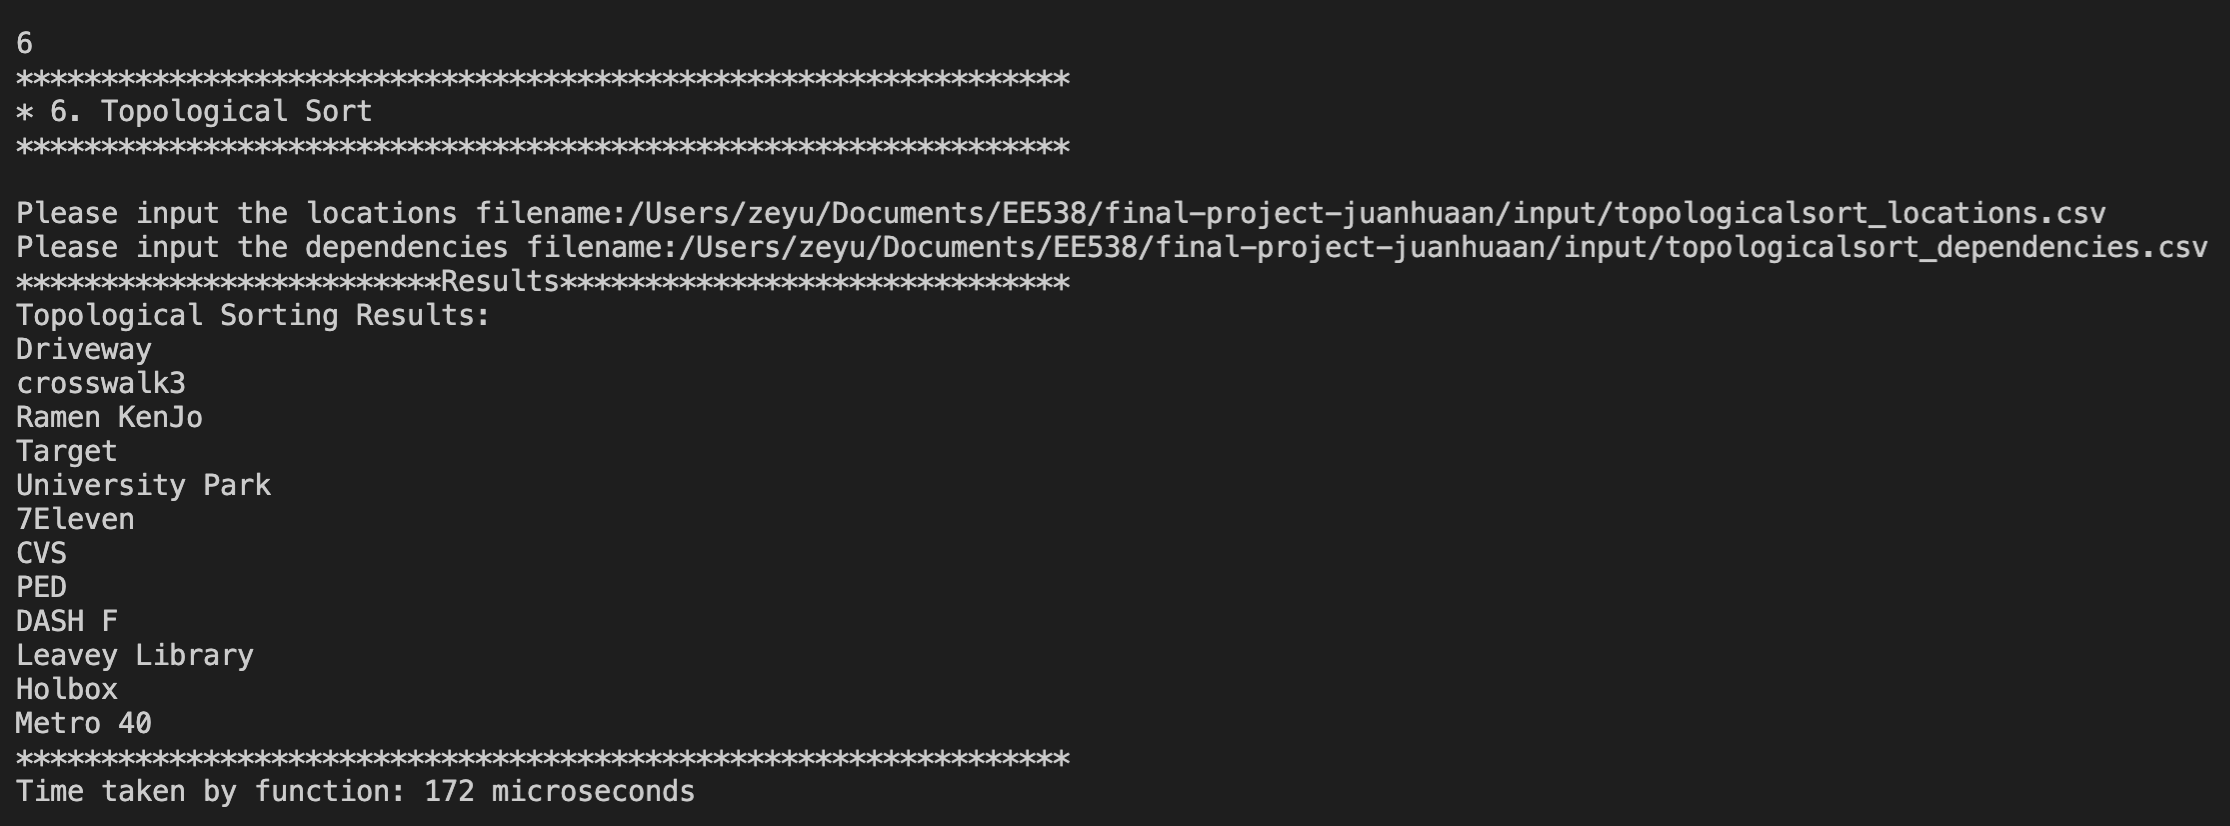 6
**************************************************************
* 6. Topological Sort
**************************************************************
Please input the locations filename:/Users/zeyu/Documents/EE538/final-project-juanhuaan/input/topologicalsort_locations.csv
Please input the dependencies filename:/Users/zeyu/Documents/EE538/final-project-juanhuaan/input/topologicalsort_dependencies.csv
*************************Results******************************
Topological Sorting Results:
Driveway
crosswalk3
Ramen KenJo
Target
University Park
7Eleven
CVS
PED
DASH F
Leavey Library
Holbox
Metro 40
**************************************************************
Time taken by function: 172 microseconds